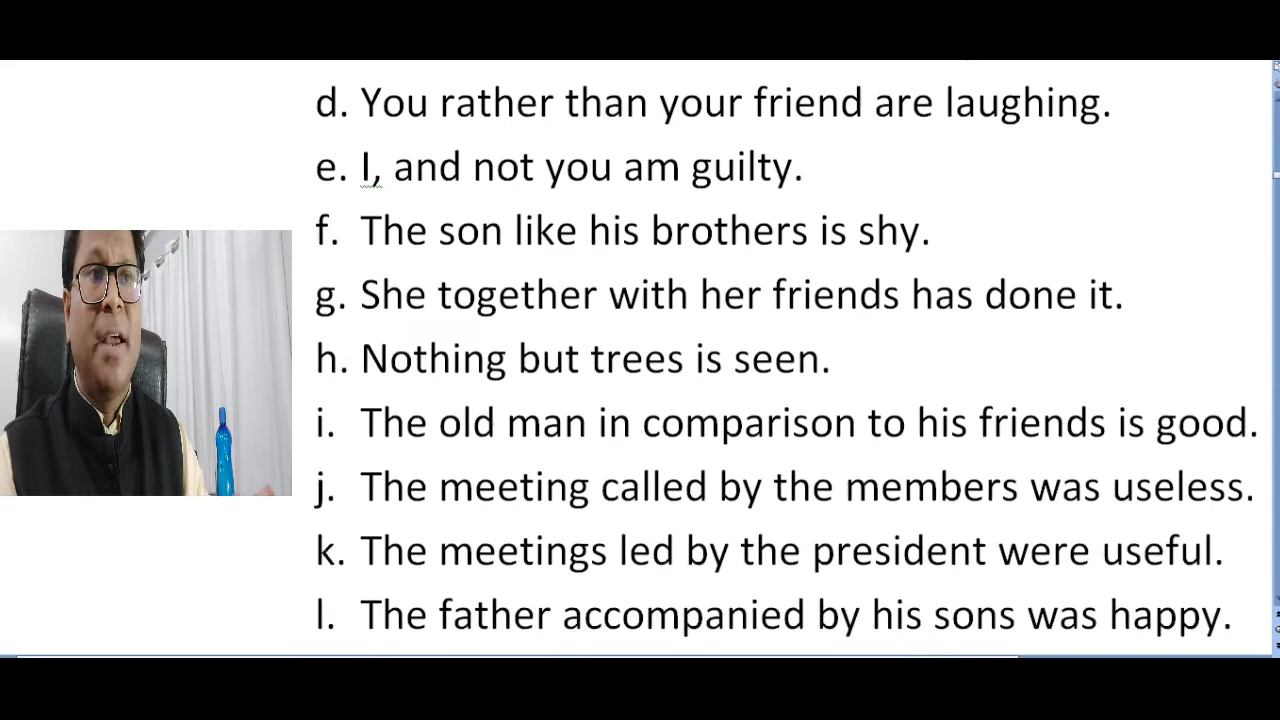 d. You rather than your friend are laughing.
e. I, and not you am guilty.
f. The son like his brothers is shy.
g. She together with her friends has done it.
h. Nothing but trees is seen.
i. The old man in comparison to his friends is good.
j. The meeting called by the members was useless.
k. The meetings led by the president were useful.
l. The father accompanied by his sons was happy.